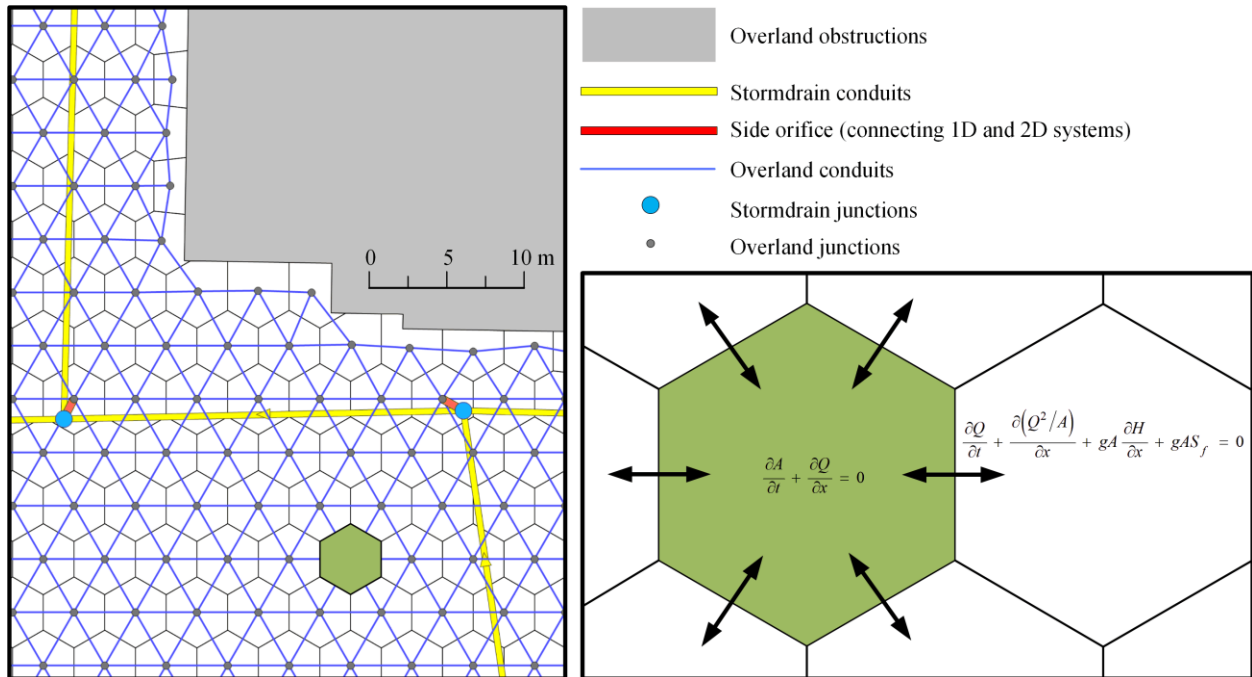 Overland obstructions
Stormdrain conduits
Side orifice (connecting 1D and 2D systems)
Overland conduits
Stormdrain junctions
Overland junctions
0 5 10 m
∂A/∂t + ∂Q/∂x = 0
∂Q/∂t + ∂(Q²/A)/∂x + gA ∂H/∂x + gAS_f = 0